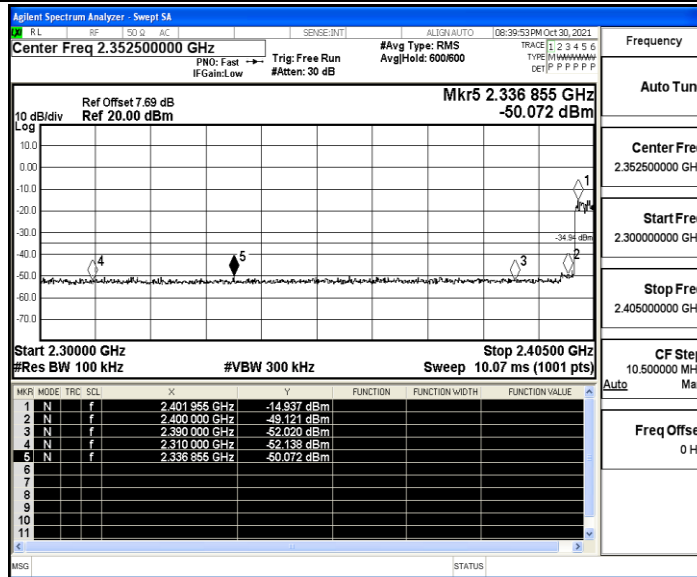 Agilent Spectrum Analyzer - Swept SA
RL RF 50 Ω AC SENSE:INT ALIGN AUTO 08:39:53 PM Oct 30, 2021
Center Freq 2.352500000 GHz
PNO: Fast
IFGain:Low
Trig: Free Run
#Atten: 30 dB
#Avg Type: RMS
Avg|Hold: 600/600
TRACE 1 2 3 4 5 6
TYPE MWWWWW
DET P P P P P P
Ref Offset 7.69 dB
Ref 20.00 dBm
10 dB/div
Log
Mkr5 2.336 855 GHz
-50.072 dBm
10.0
0.00
-10.0
-20.0
-30.0
-40.0
-50.0
-60.0
-70.0
1
-34.94 dBm
2
3
4
5
Start 2.30000 GHz Stop 2.40500 GHz
#Res BW 100 kHz #VBW 300 kHz Sweep 10.07 ms (1001 pts)
MKR MODE TRC SCL X Y FUNCTION FUNCTION WIDTH FUNCTION VALUE
1 N f 2.401 955 GHz -14.937 dBm
2 N f 2.400 000 GHz -49.121 dBm
3 N f 2.390 000 GHz -52.020 dBm
4 N f 2.310 000 GHz -52.138 dBm
5 N f 2.336 855 GHz -50.072 dBm
6
7
8
9
10
11
MSG STATUS
Frequency
Auto Tun
Center Fre
2.352500000 GH
Start Fre
2.300000000 GH
Stop Fre
2.405000000 GH
CF Step
10.500000 MH
Auto Ma
Freq Offse
0 H